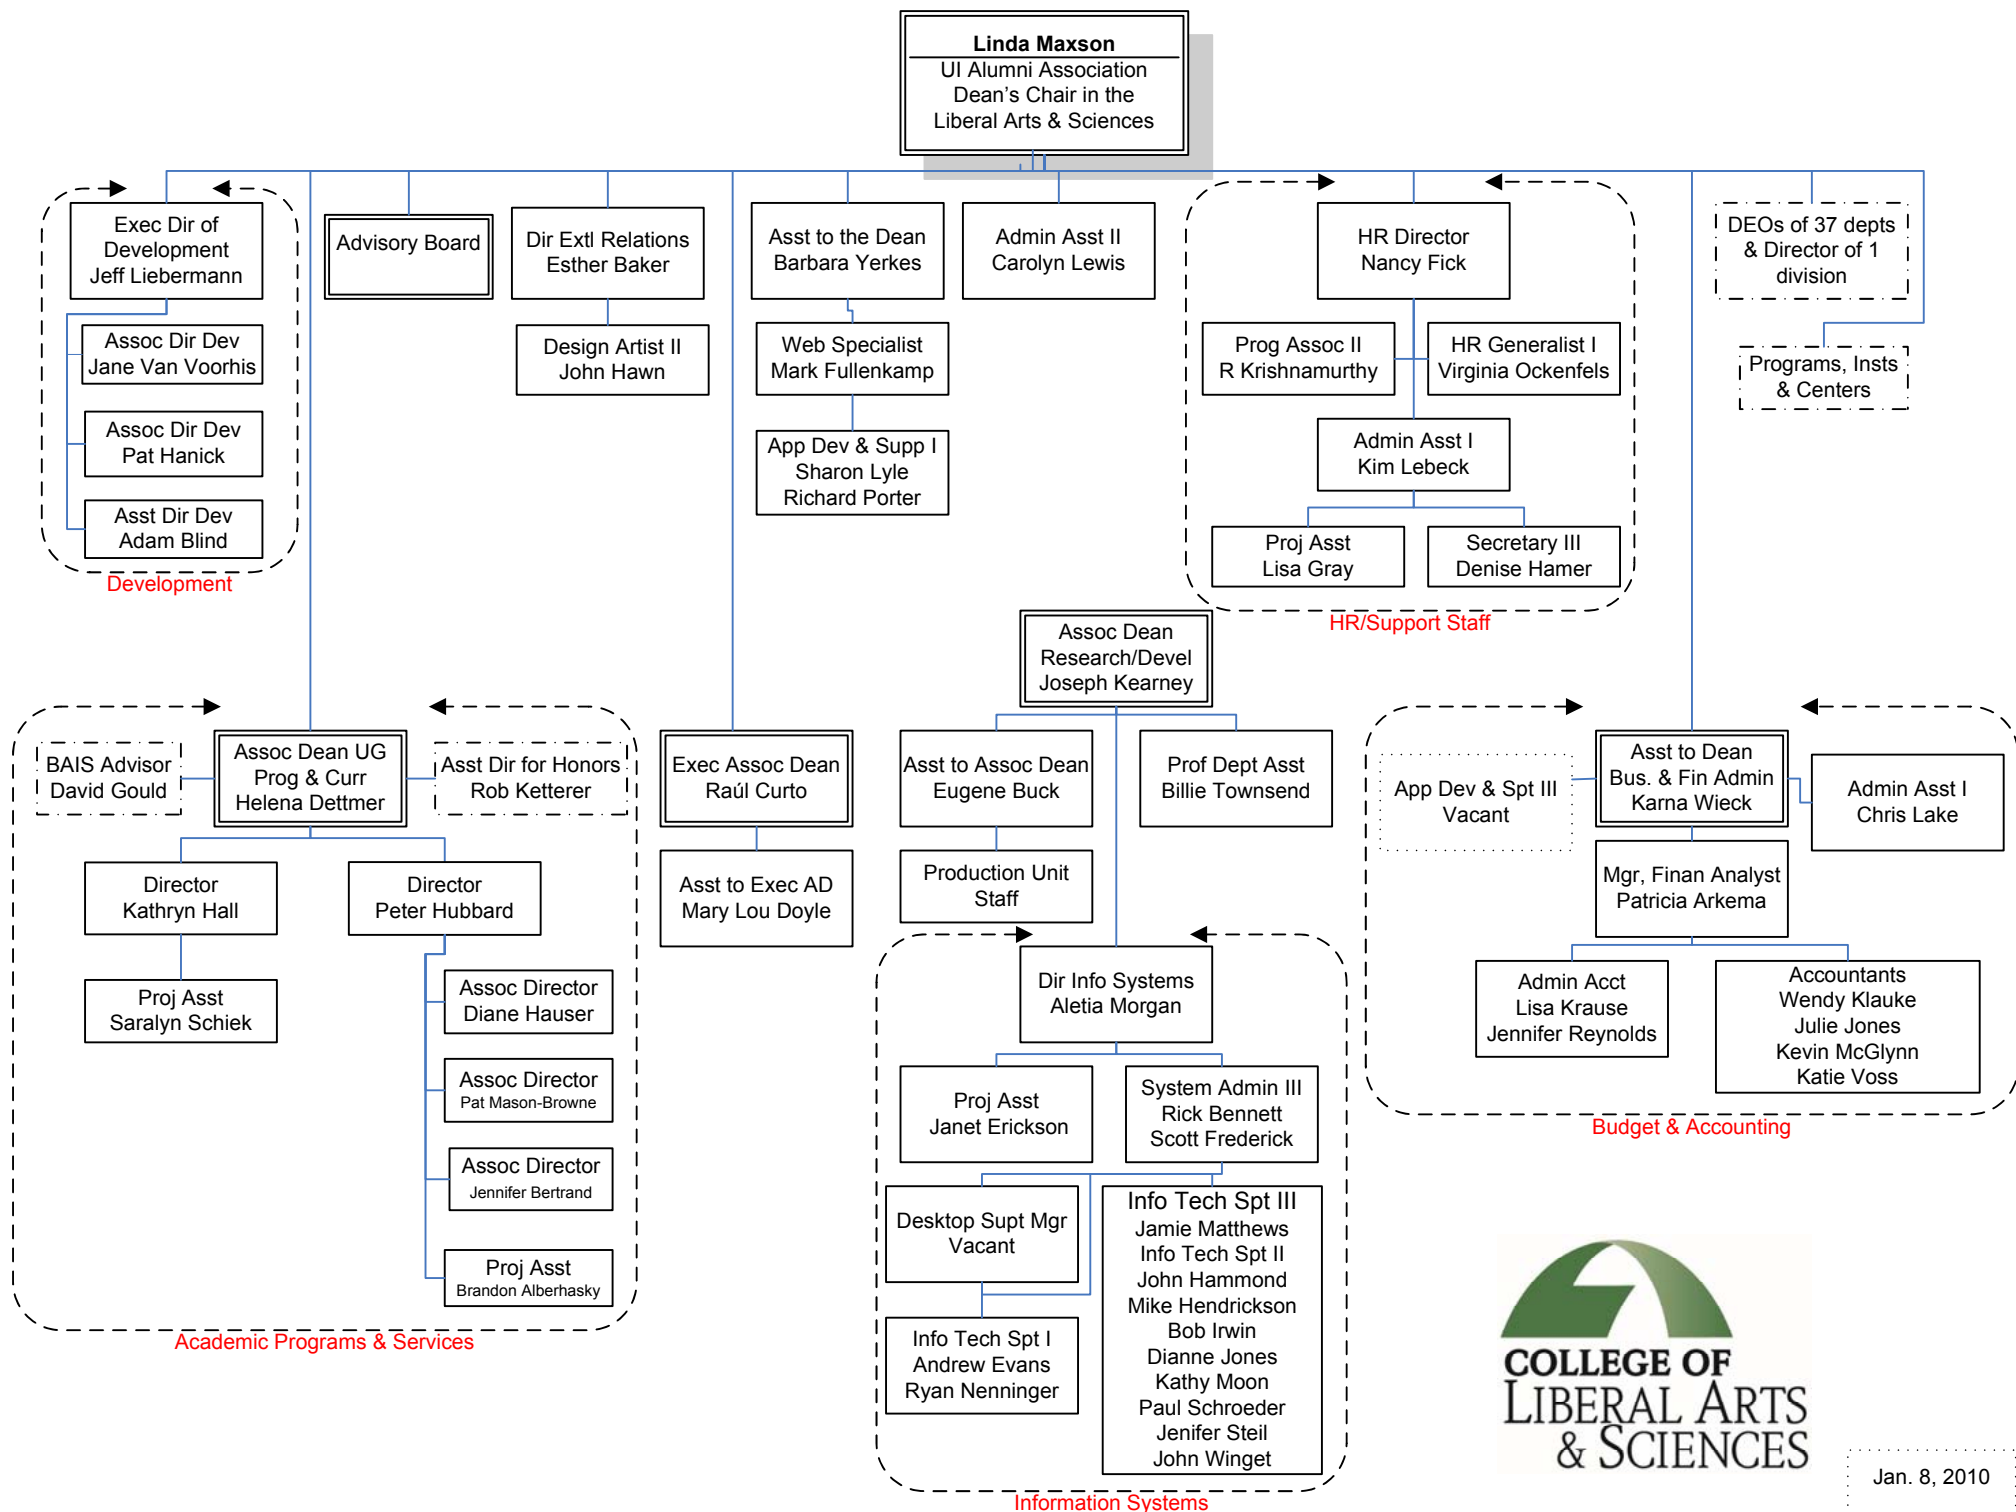 Linda Maxson
UI Alumni Association
Dean's Chair in the
Liberal Arts & Sciences
Exec Dir of
Development
Jeff Liebermann
Assoc Dir Dev
Jane Van Voorhis
Assoc Dir Dev
Pat Hanick
Asst Dir Dev
Adam Blind
Development
Advisory Board
Dir Extl Relations
Esther Baker
Design Artist II
John Hawn
Asst to the Dean
Barbara Yerkes
Web Specialist
Mark Fullenkamp
App Dev & Supp I
Sharon Lyle
Richard Porter
Admin Asst II
Carolyn Lewis
HR Director
Nancy Fick
Prog Assoc II
R Krishnamurthy
HR Generalist I
Virginia Ockenfels
Admin Asst I
Kim Lebeck
Proj Asst
Lisa Gray
Secretary III
Denise Hamer
HR/Support Staff
DEOs of 37 depts
& Director of 1
division
Programs, Insts
& Centers
BAIS Advisor
David Gould
Assoc Dean UG
Prog & Curr
Helena Dettmer
Asst Dir for Honors
Rob Ketterer
Director
Kathryn Hall
Proj Asst
Saralyn Schiek
Director
Peter Hubbard
Assoc Director
Diane Hauser
Assoc Director
Pat Mason-Browne
Assoc Director
Jennifer Bertrand
Proj Asst
Brandon Alberhasky
Academic Programs & Services
Exec Assoc Dean
Raúl Curto
Asst to Exec AD
Mary Lou Doyle
Assoc Dean
Research/Devel
Joseph Kearney
Asst to Assoc Dean
Eugene Buck
Production Unit
Staff
Prof Dept Asst
Billie Townsend
Dir Info Systems
Aletia Morgan
Proj Asst
Janet Erickson
System Admin III
Rick Bennett
Scott Frederick
Desktop Supt Mgr
Vacant
Info Tech Spt I
Andrew Evans
Ryan Nenninger
Info Tech Spt III
Jamie Matthews
Info Tech Spt II
John Hammond
Mike Hendrickson
Bob Irwin
Dianne Jones
Kathy Moon
Paul Schroeder
Jenifer Steil
John Winget
Information Systems
App Dev & Spt III
Vacant
Asst to Dean
Bus. & Fin Admin
Karna Wieck
Admin Asst I
Chris Lake
Mgr, Finan Analyst
Patricia Arkema
Admin Acct
Lisa Krause
Jennifer Reynolds
Accountants
Wendy Klauke
Julie Jones
Kevin McGlynn
Katie Voss
Budget & Accounting
COLLEGE OF
LIBERAL ARTS
& SCIENCES
Jan. 8, 2010